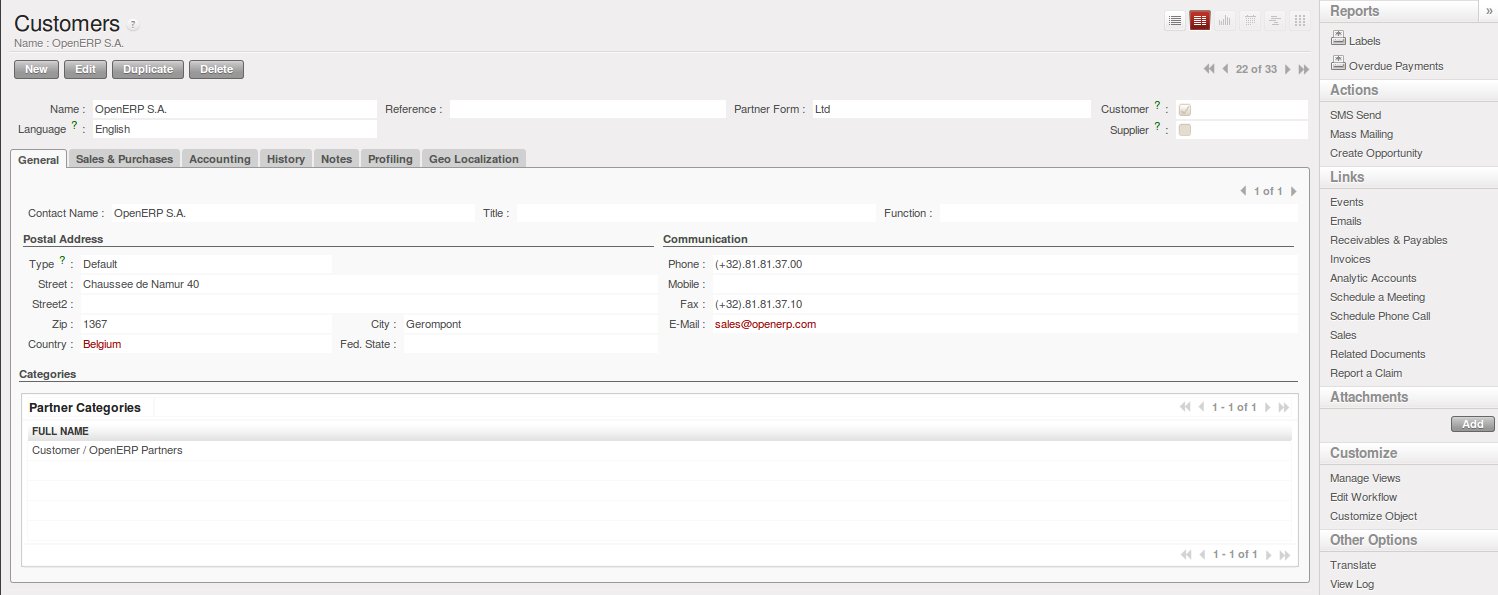 Customers ?
Name : OpenERP S.A.
New Edit Duplicate Delete
22 of 33
Name : OpenERP S.A. Reference : Partner Form : Ltd Customer ? :
Language ? : English Supplier ? :
General Sales & Purchases Accounting History Notes Profiling Geo Localization
1 of 1
Contact Name : OpenERP S.A. Title : Function :
Postal Address
Type ? : Default
Street : Chaussee de Namur 40
Street2 :
Zip : 1367 City : Gerompont
Country : Belgium Fed. State :
Communication
Phone : (+32).81.81.37.00
Mobile :
Fax : (+32).81.81.37.10
E-Mail : sales@openerp.com
Categories
Partner Categories 1 - 1 of 1
FULL NAME
Customer / OpenERP Partners
1 - 1 of 1
Reports »
Labels
Overdue Payments
Actions
SMS Send
Mass Mailing
Create Opportunity
Links
Events
Emails
Receivables & Payables
Invoices
Analytic Accounts
Schedule a Meeting
Schedule Phone Call
Sales
Related Documents
Report a Claim
Attachments
Add
Customize
Manage Views
Edit Workflow
Customize Object
Other Options
Translate
View Log